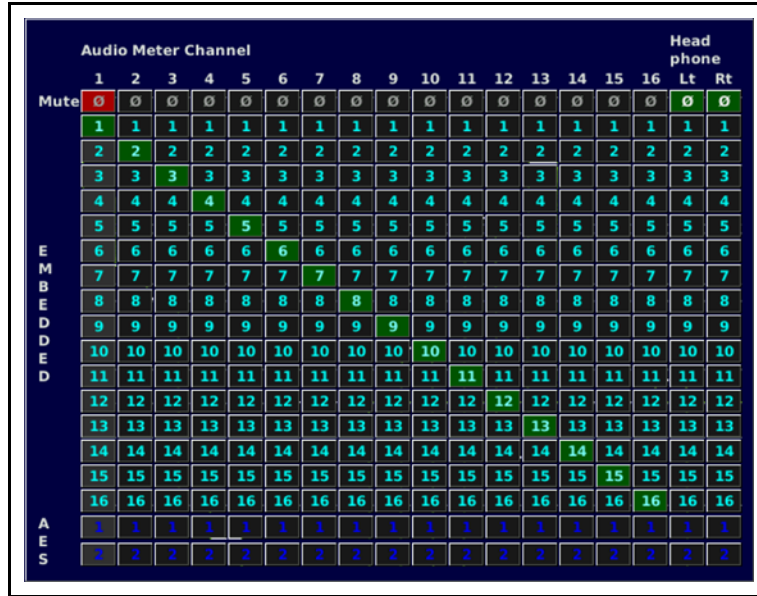 Head
Audio Meter Channel phone
1 2 3 4 5 6 7 8 9 10 11 12 13 14 15 16 Lt Rt
Mute Ø Ø Ø Ø Ø Ø Ø Ø Ø Ø Ø Ø Ø Ø Ø Ø Ø Ø
1 1 1 1 1 1 1 1 1 1 1 1 1 1 1 1 1 1
2 2 2 2 2 2 2 2 2 2 2 2 2 2 2 2 2 2
3 3 3 3 3 3 3 3 3 3 3 3 3 3 3 3 3 3
4 4 4 4 4 4 4 4 4 4 4 4 4 4 4 4 4 4
5 5 5 5 5 5 5 5 5 5 5 5 5 5 5 5 5 5
EMBEDDED
6 6 6 6 6 6 6 6 6 6 6 6 6 6 6 6 6 6
7 7 7 7 7 7 7 7 7 7 7 7 7 7 7 7 7 7
8 8 8 8 8 8 8 8 8 8 8 8 8 8 8 8 8 8
9 9 9 9 9 9 9 9 9 9 9 9 9 9 9 9 9 9
10 10 10 10 10 10 10 10 10 10 10 10 10 10 10 10 10 10
11 11 11 11 11 11 11 11 11 11 11 11 11 11 11 11 11 11
12 12 12 12 12 12 12 12 12 12 12 12 12 12 12 12 12 12
13 13 13 13 13 13 13 13 13 13 13 13 13 13 13 13 13 13
14 14 14 14 14 14 14 14 14 14 14 14 14 14 14 14 14 14
15 15 15 15 15 15 15 15 15 15 15 15 15 15 15 15 15 15
16 16 16 16 16 16 16 16 16 16 16 16 16 16 16 16 16 16
AES
1 1 1 1 1 1 1 1 1 1 1 1 1 1 1 1 1 1
2 2 2 2 2 2 2 2 2 2 2 2 2 2 2 2 2 2